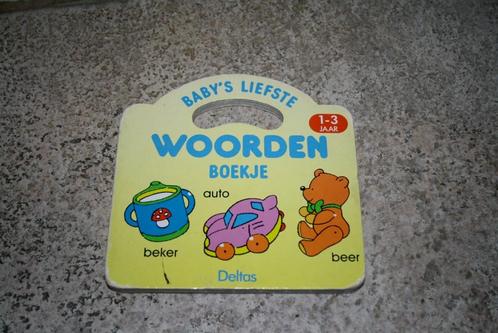 BABY'S LIEFSTE
1-3
JAAR
WOORDEN
BOEKJE
auto
beker
beer
Deltas